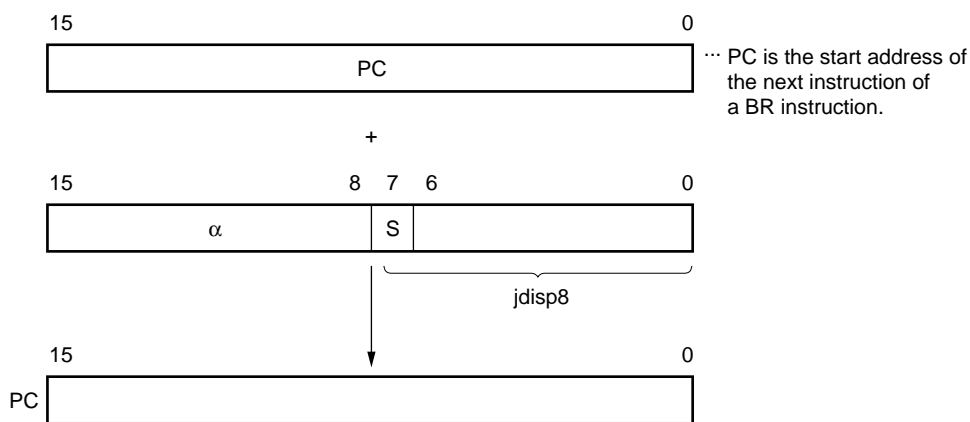 15 0
PC
... PC is the start address of
the next instruction of
a BR instruction.
+
15 8 7 6 0
α S
jdisp8
15 0
PC